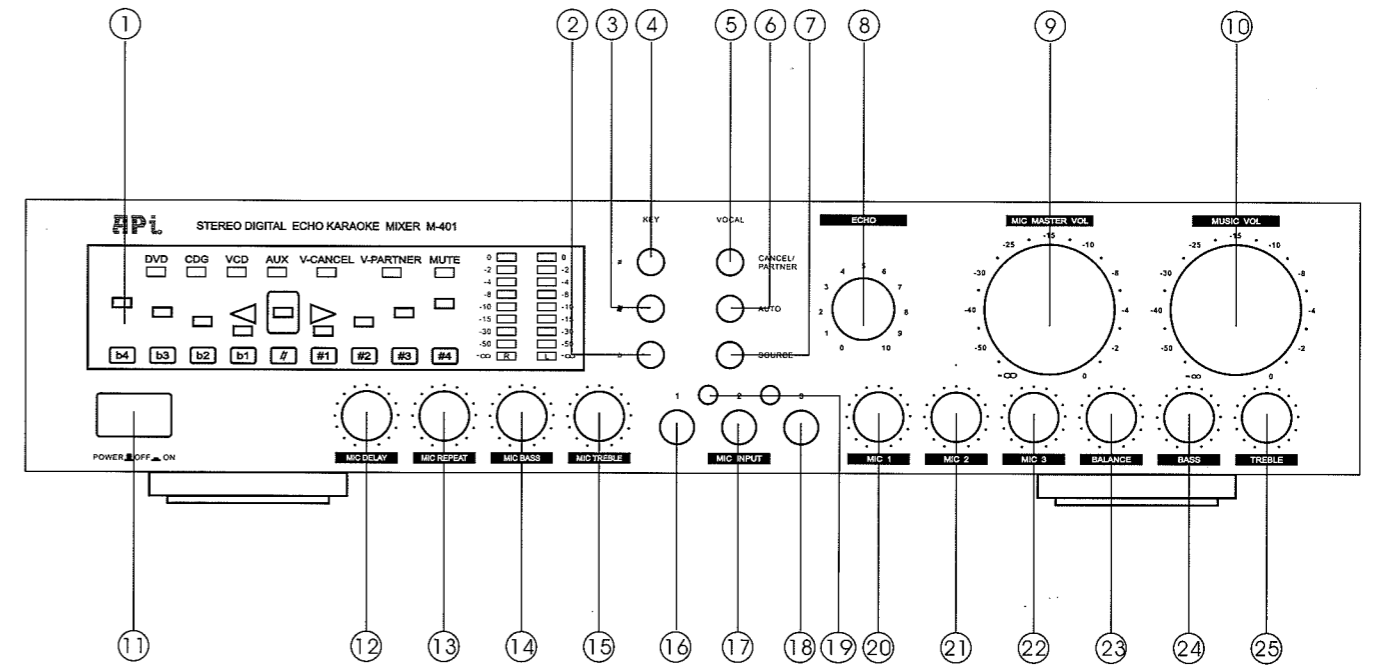 1 2 3 4 5 6 7 8 9 10
API STEREO DIGITAL ECHO KARAOKE MIXER M-401
KEY VOCAL ECHO MIC MASTER VOL MUSIC VOL
DVD CDG VCD AUX V-CANCEL V-PARTNER MUTE
0 0
-2 -2
-4 -4
-8 -8
-10 -10
-15 -15
-30 -30
-50 -50
-∞ R L -∞
b4 b3 b2 b1 // #1 #2 #3 #4
#
b
CANCEL/
PARTNER
AUTO
SOURCE
0 1 2 3 4 5 6 7 8 9 10
-∞ -50 -40 -30 -25 -15 -10 -8 -4 -2 0
-∞ -50 -40 -30 -25 -15 -10 -8 -4 -2 0
POWER OFF ON
MIC DELAY MIC REPEAT MIC BASS MIC TREBLE
1 2 3
MIC INPUT
MIC 1 MIC 2 MIC 3 BALANCE BASS TREBLE
11 12 13 14 15 16 17 18 19 20 21 22 23 24 25